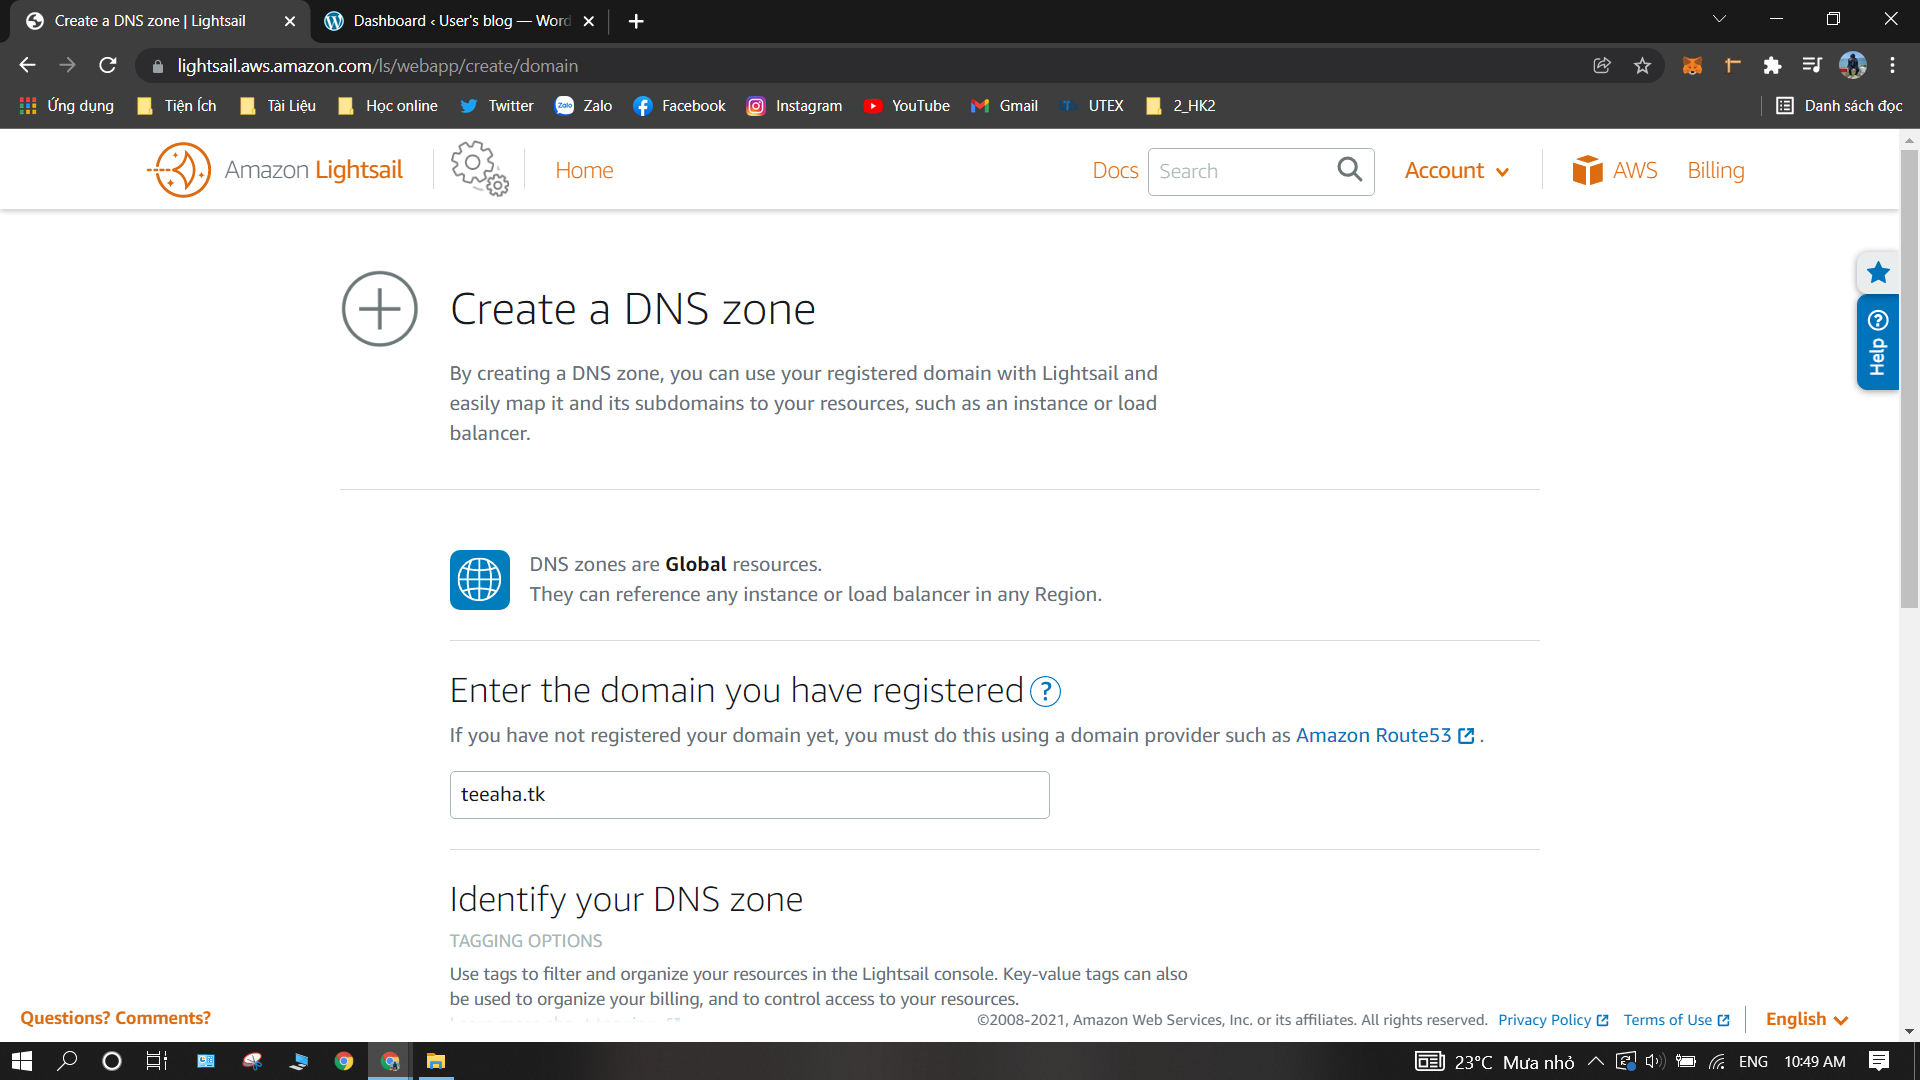 Create a DNS zone | Lightsail
Dashboard ‹ User's blog — Word
lightsail.aws.amazon.com/ls/webapp/create/domain
Ứng dụng
Tiện Ích
Tài Liệu
Học online
Twitter
Zalo
Facebook
Instagram
YouTube
Gmail
UTEX
2_HK2
Danh sách đọc
Amazon Lightsail
Home
Docs
Search
Account
AWS
Billing
Create a DNS zone
By creating a DNS zone, you can use your registered domain with Lightsail and
easily map it and its subdomains to your resources, such as an instance or load
balancer.
Help
DNS zones are Global resources.
They can reference any instance or load balancer in any Region.
Enter the domain you have registered ?
If you have not registered your domain yet, you must do this using a domain provider such as Amazon Route53 .
teeaha.tk
Identify your DNS zone
TAGGING OPTIONS
Use tags to filter and organize your resources in the Lightsail console. Key-value tags can also
be used to organize your billing, and to control access to your resources.
Questions? Comments?
©2008-2021, Amazon Web Services, Inc. or its affiliates. All rights reserved.
Privacy Policy
Terms of Use
English
23°C Mưa nhỏ
ENG
10:49 AM